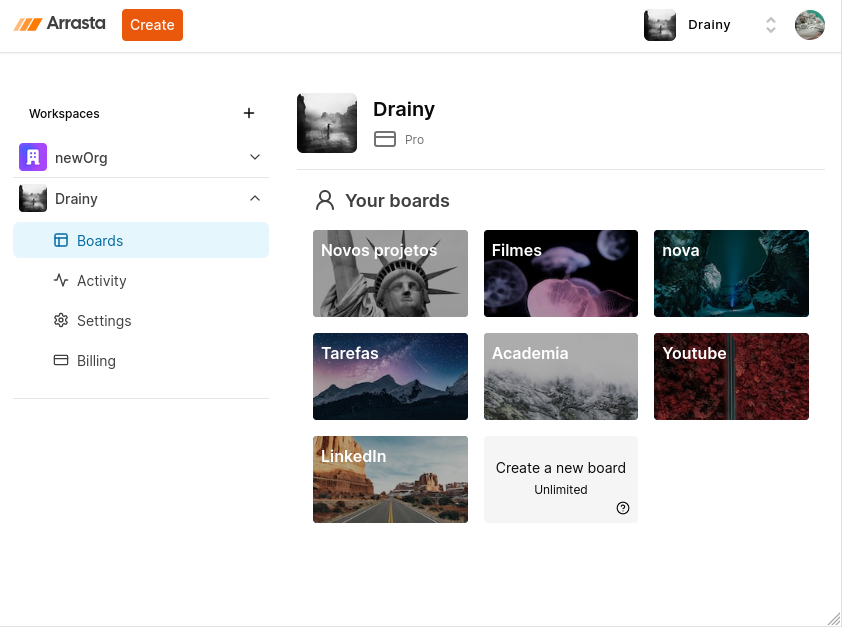 Arrasta
Create
Drainy
Workspaces
newOrg
Drainy
Boards
Activity
Settings
Billing
Drainy
Pro
Your boards
Novos projetos
Filmes
nova
Tarefas
Academia
Youtube
LinkedIn
Create a new board
Unlimited